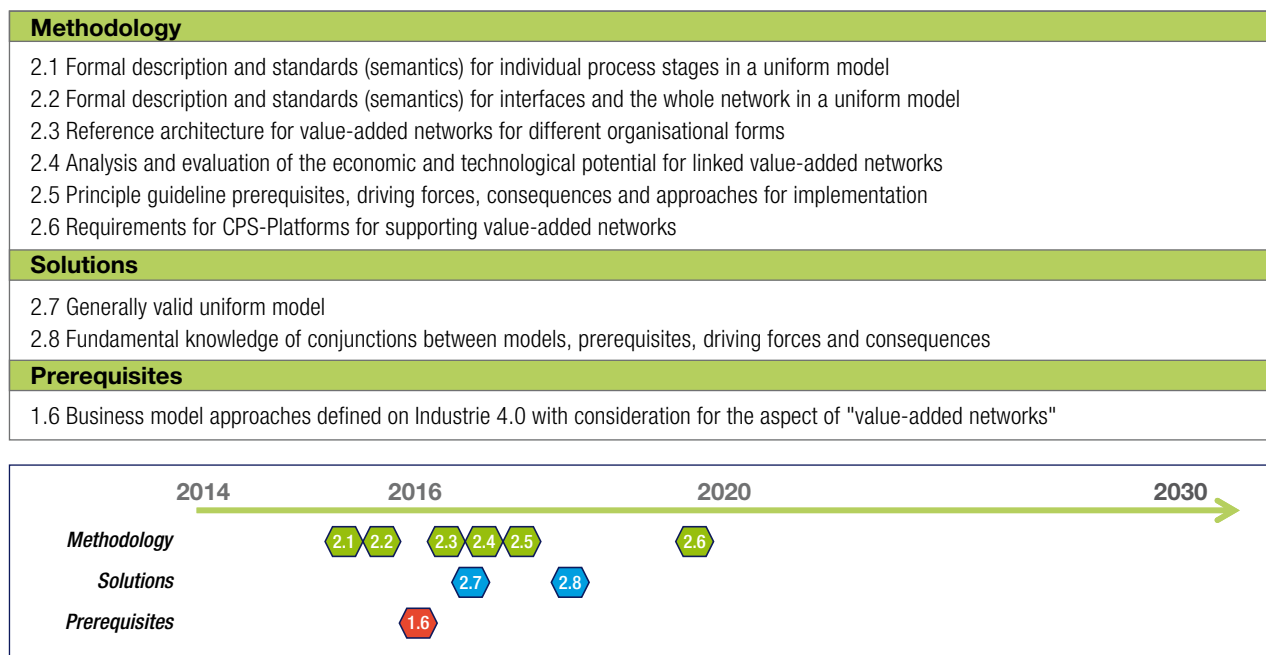 Methodology
2.1 Formal description and standards (semantics) for individual process stages in a uniform model
2.2 Formal description and standards (semantics) for interfaces and the whole network in a uniform model
2.3 Reference architecture for value-added networks for different organisational forms
2.4 Analysis and evaluation of the economic and technological potential for linked value-added networks
2.5 Principle guideline prerequisites, driving forces, consequences and approaches for implementation
2.6 Requirements for CPS-Platforms for supporting value-added networks
Solutions
2.7 Generally valid uniform model
2.8 Fundamental knowledge of conjunctions between models, prerequisites, driving forces and consequences
Prerequisites
1.6 Business model approaches defined on Industrie 4.0 with consideration for the aspect of "value-added networks"
2014 2016 2020 2030
Methodology 2.1 2.2 2.3 2.4 2.5 2.6
Solutions 2.7 2.8
Prerequisites 1.6